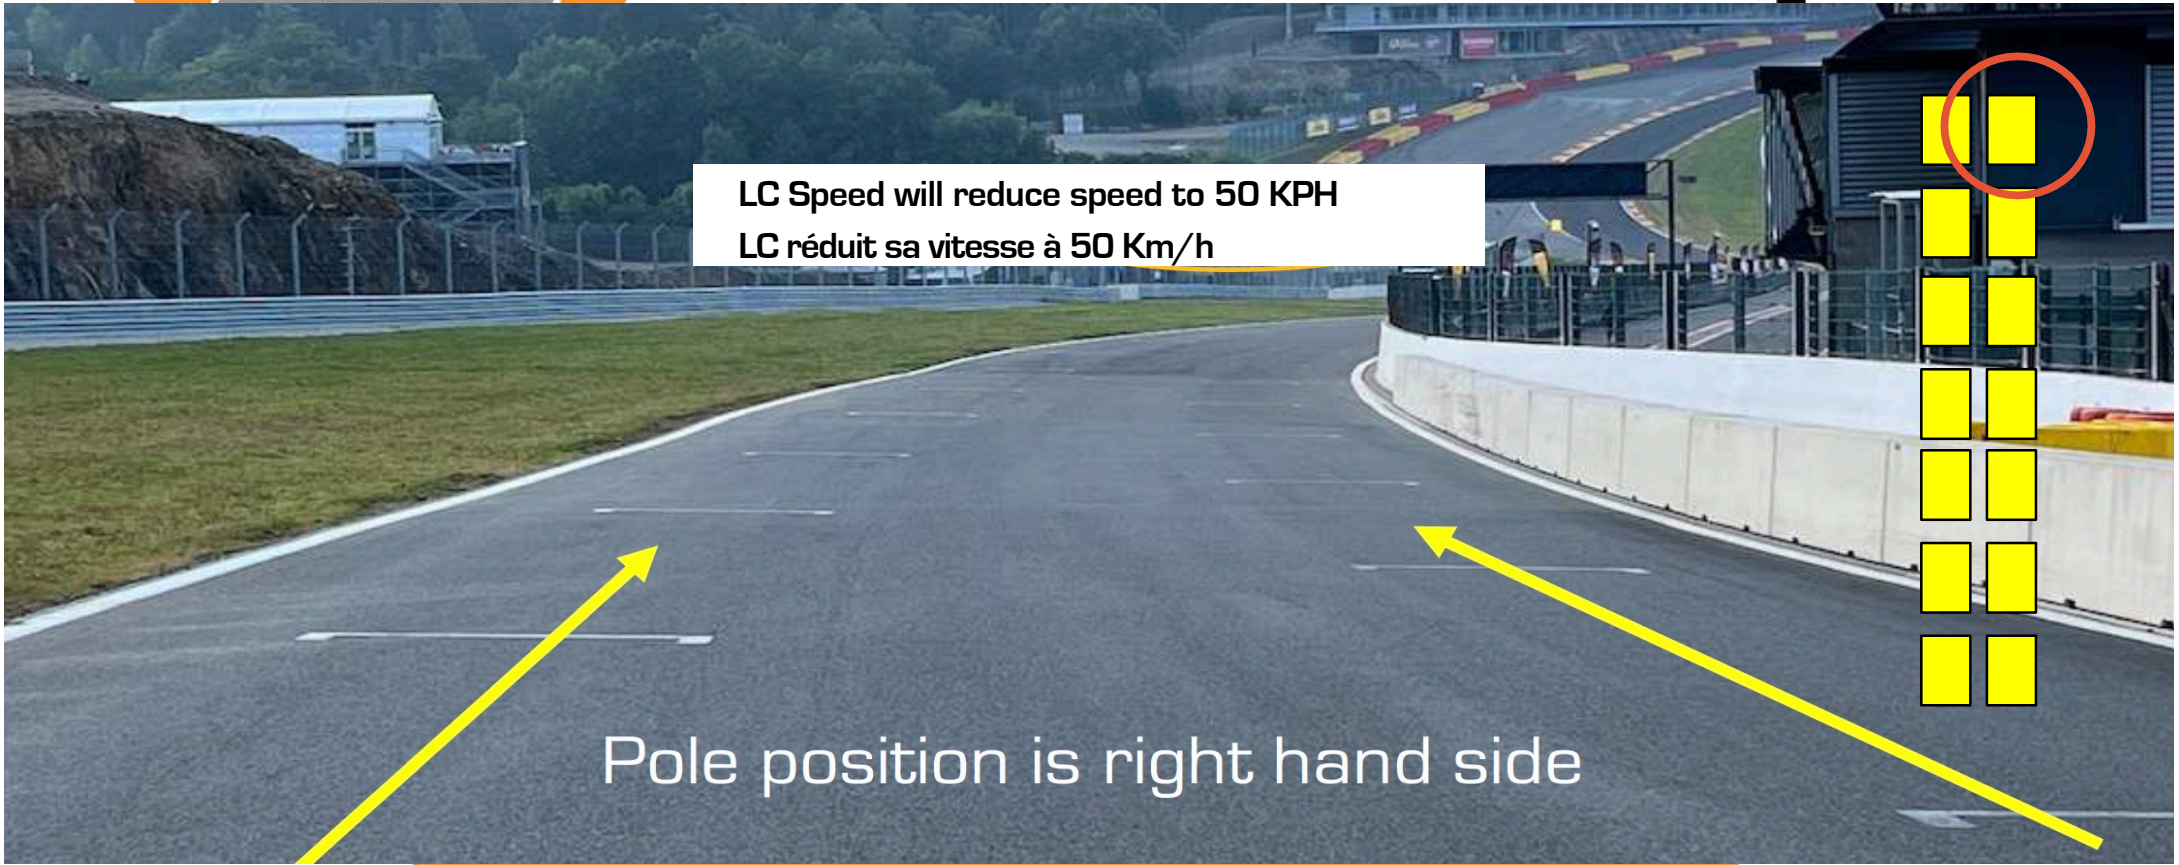 LC Speed will reduce speed to 50 KPH
LC réduit sa vitesse à 50 Km/h
Pole position is right hand side